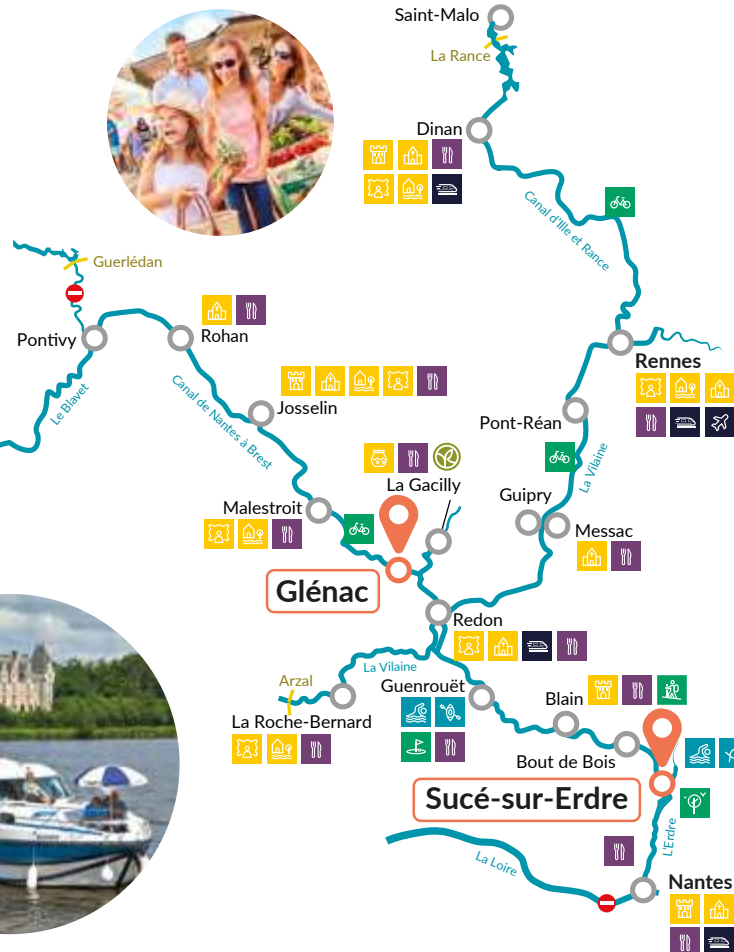 Saint-Malo
La Rance
Dinan
Canal d'Ille et Rance
Guerlédan
Pontivy
Rohan
Le Blavet
Canal de Nantes à Brest
Josselin
Rennes
Pont-Réan
La Vilaine
La Gacilly
Guipry
Messac
Malestroit
Glénac
Redon
La Vilaine
Arzal
La Roche-Bernard
Guenrouët
Blain
Bout de Bois
Sucé-sur-Erdre
L'Erdre
La Loire
Nantes